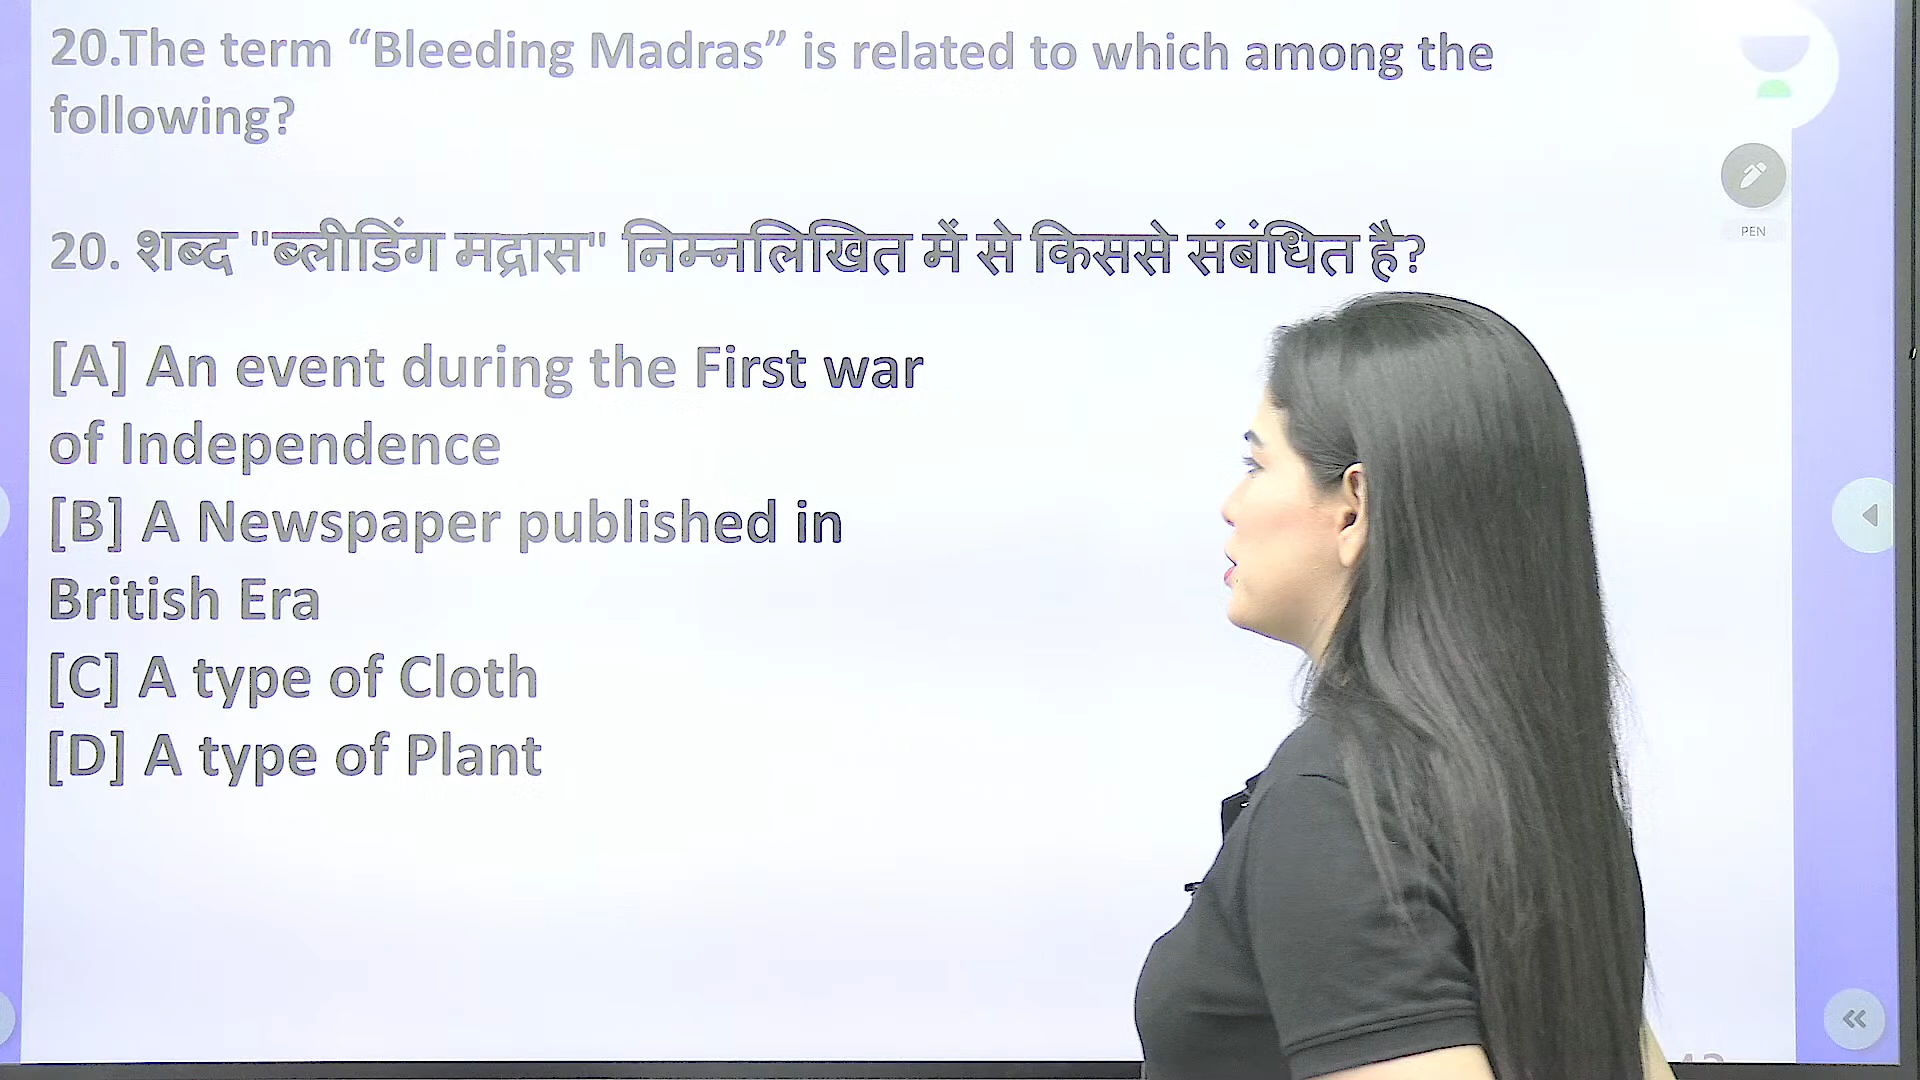 20.The term “Bleeding Madras” is related to which among the
following?
PEN
20. शब्द "ब्लीडिंग मद्रास" निम्नलिखित में से किससे संबंधित है?
[A] An event during the First war
of Independence
[B] A Newspaper published in
British Era
[C] A type of Cloth
[D] A type of Plant